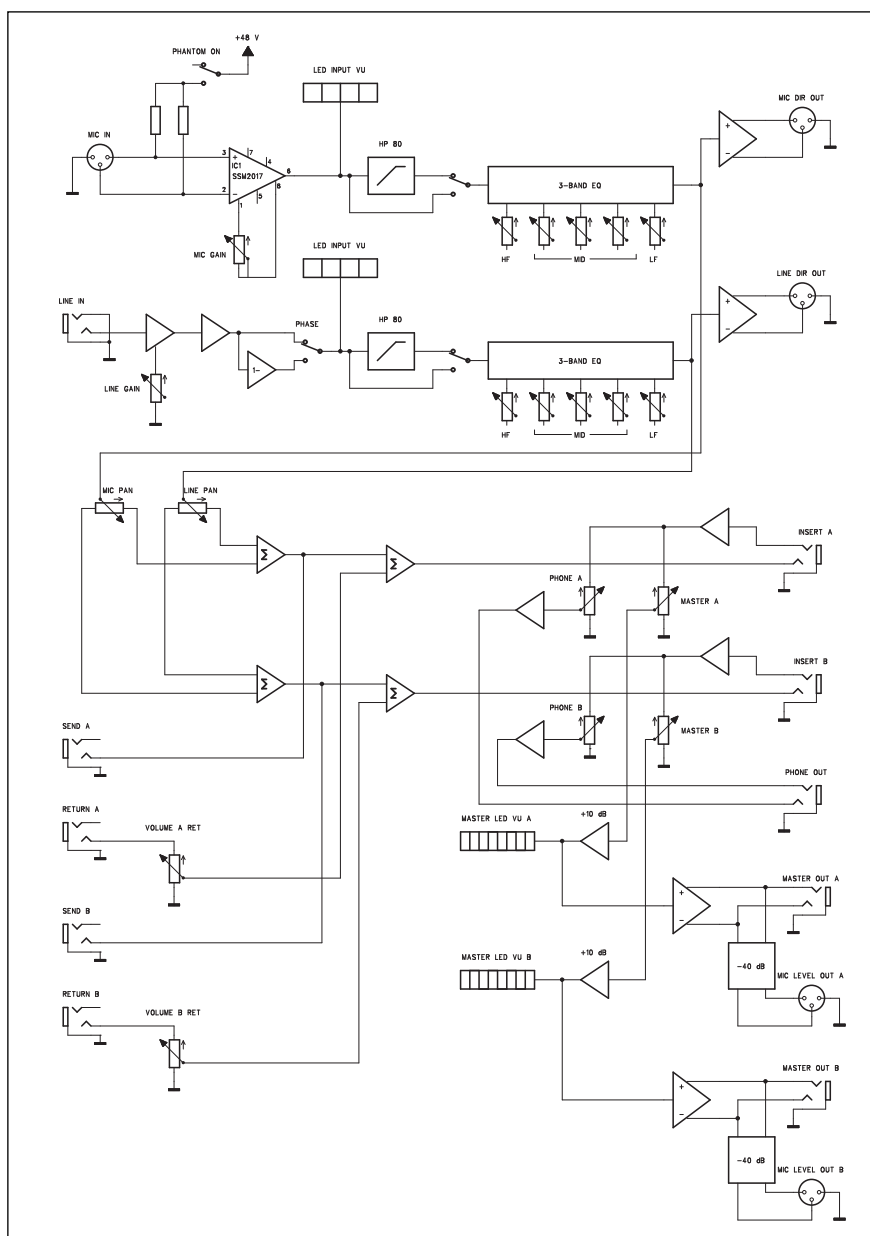 +48 V
PHANTOM ON
LED INPUT VU
MIC DIR OUT
MIC IN
HP 80
3
7
+
4
IC1
SSM2017
6
8
2
-
5
1
3-BAND EQ
+
-
MIC GAIN
HF
MID
LF
LED INPUT VU
LINE DIR OUT
LINE IN
PHASE
HP 80
+
-
LINE GAIN
1-
3-BAND EQ
HF
MID
LF
MIC PAN
LINE PAN
INSERT A
Σ
Σ
PHONE A
MASTER A
INSERT B
Σ
Σ
PHONE B
MASTER B
SEND A
PHONE OUT
RETURN A
VOLUME A RET
MASTER LED VU A
+10 dB
MASTER OUT A
+
-
SEND B
MASTER LED VU B
+10 dB
-40 dB
MIC LEVEL OUT A
RETURN B
VOLUME B RET
MASTER OUT B
+
-
-40 dB
MIC LEVEL OUT B